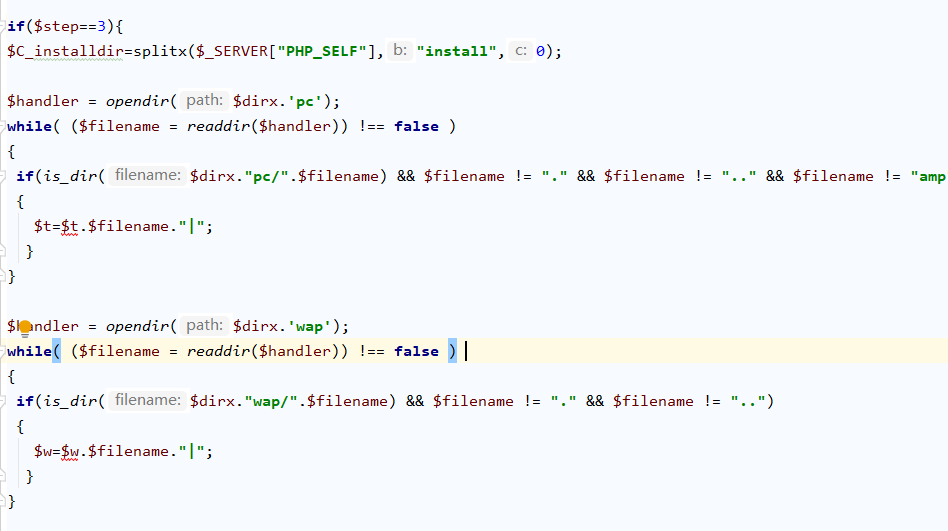 if($step==3){
$C_installdir=splitx($_SERVER["PHP_SELF"], b: "install", c: 0);
$handler = opendir( path: $dirx.'pc');
while( ($filename = readdir($handler)) !== false )
{
if(is_dir( filename: $dirx."pc/".$filename) && $filename != "." && $filename != ".." && $filename != "amp
{
$t=$t.$filename."|";
}
}
$handler = opendir( path: $dirx.'wap');
while( ($filename = readdir($handler)) !== false )
{
if(is_dir( filename: $dirx."wap/".$filename) && $filename != "." && $filename != "..")
{
$w=$w.$filename."|";
}
}